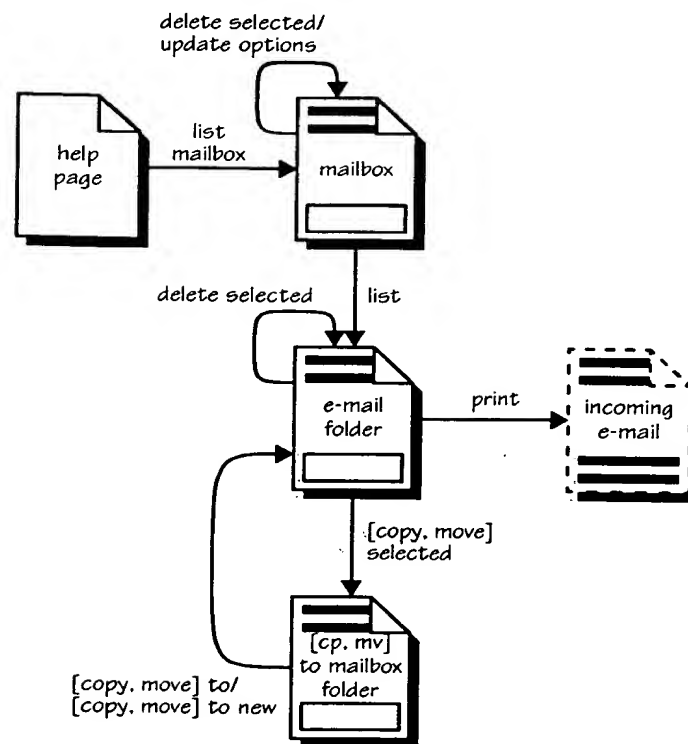 delete selected/
update options
help
page
list
mailbox
mailbox
delete selected
list
e-mail
folder
print
incoming
e-mail
[copy, move]
selected
[cp, mv]
to mailbox
folder
[copy, move] to/
[copy, move] to new